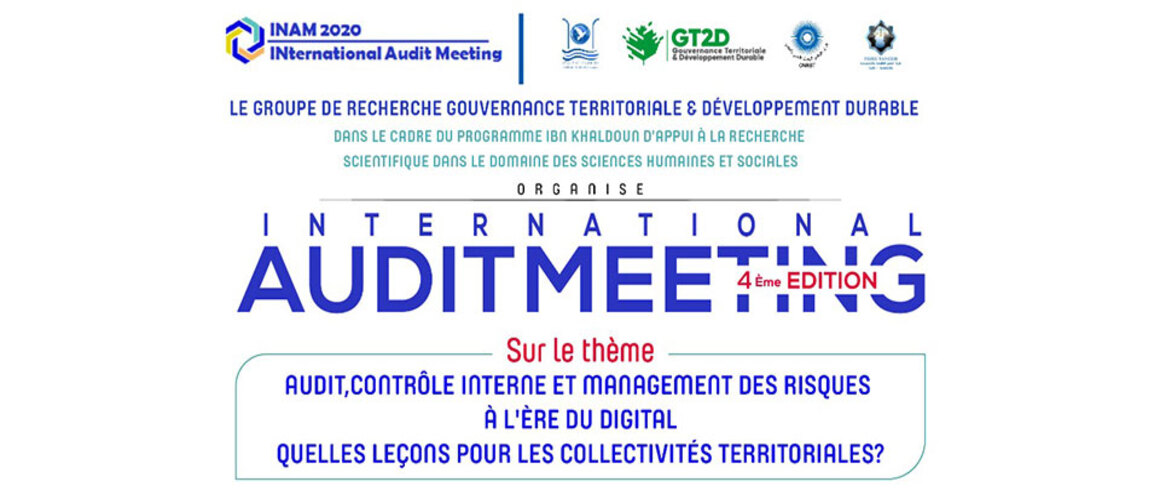 INAM 2020
INternational Audit Meeting
GT2D
Gouvernance Territoriale
& Développement Durable
LE GROUPE DE RECHERCHE GOUVERNANCE TERRITORIALE & DÉVELOPPEMENT DURABLE
DANS LE CADRE DU PROGRAMME IBN KHALDOUN D'APPUI À LA RECHERCHE
SCIENTIFIQUE DANS LE DOMAINE DES SCIENCES HUMAINES ET SOCIALES
ORGANISE
INTERNATIONAL
AUDIT MEETING
4Ème EDITION
Sur le thème
AUDIT,CONTRÔLE INTERNE ET MANAGEMENT DES RISQUES
À L'ÈRE DU DIGITAL
QUELLES LEÇONS POUR LES COLLECTIVITÉS TERRITORIALES?